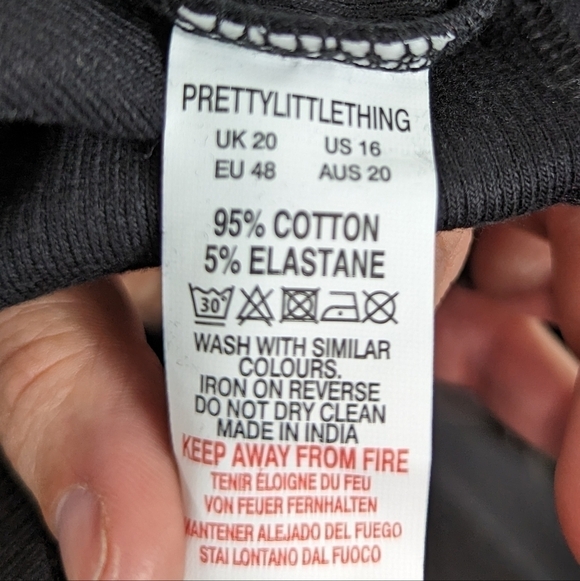 PRETTYLITTLETHING
UK 20 US 16
EU 48 AUS 20
95% COTTON
5% ELASTANE
30°
WASH WITH SIMILAR
COLOURS.
IRON ON REVERSE
DO NOT DRY CLEAN
MADE IN INDIA
KEEP AWAY FROM FIRE
TENIR ÉLOIGNE DU FEU
VON FEUER FERNHALTEN
MANTENER ALEJADO DEL FUEGO
STAI LONTANO DAL FUOCO